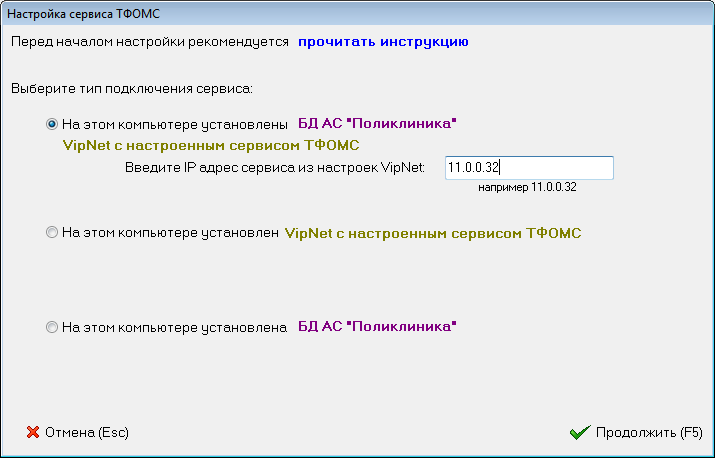 Настройка сервиса ТФОМС
Перед началом настройки рекомендуется прочитать инструкцию
Выберите тип подключения сервиса:
На этом компьютере установлены БД АС "Поликлиника"
VipNet с настроенным сервисом ТФОМС
Введите IP адрес сервиса из настроек VipNet: 11.0.0.32
например 11.0.0.32
На этом компьютере установлен VipNet с настроенным сервисом ТФОМС
На этом компьютере установлена БД АС "Поликлиника"
Отмена (Esc) Продолжить (F5)